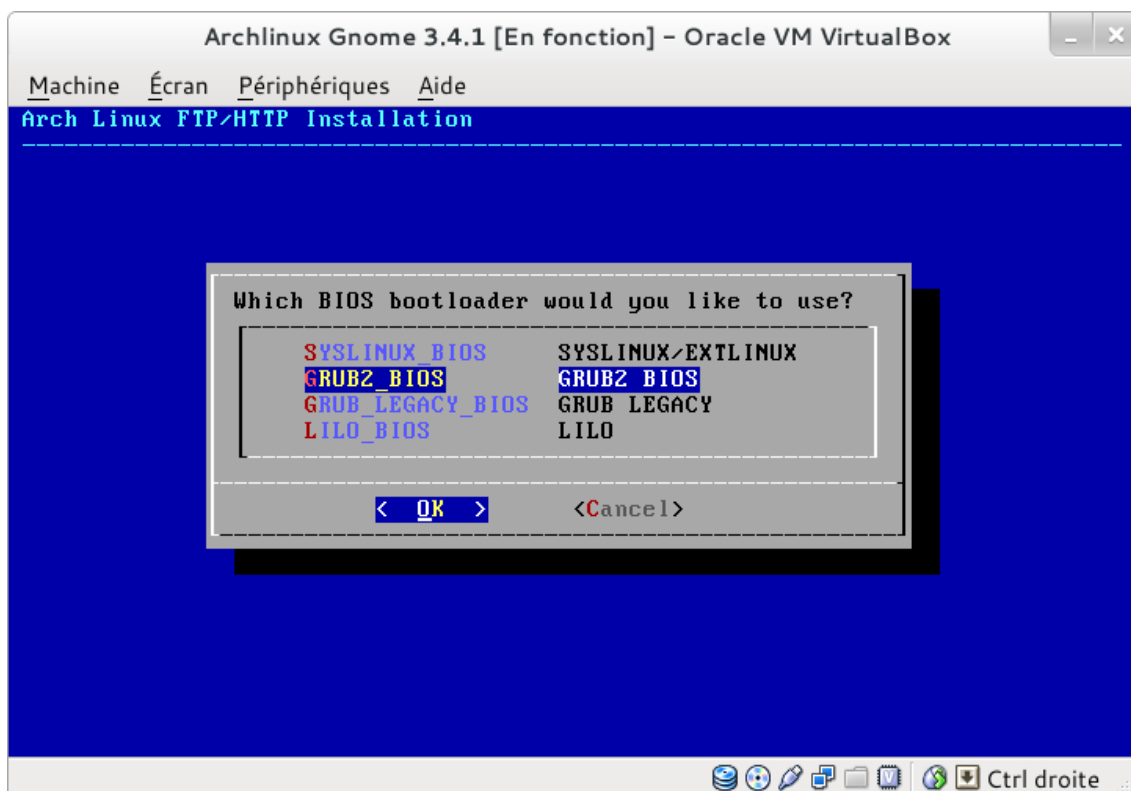 Archlinux Gnome 3.4.1 [En fonction] - Oracle VM VirtualBox
Machine Écran Périphériques Aide
Arch Linux FTP/HTTP Installation
Which BIOS bootloader would you like to use?
SYSLINUX_BIOS SYSLINUX/EXTLINUX
GRUB2_BIOS GRUB2 BIOS
GRUB_LEGACY_BIOS GRUB LEGACY
LILO_BIOS LILO
< OK > <Cancel>
Ctrl droite